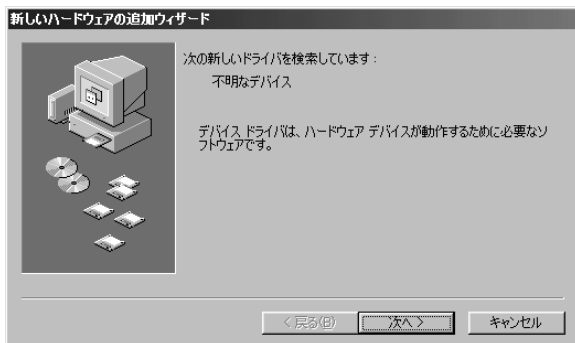 新しいハードウェアの追加ウィザード
次の新しいドライバを検索しています：
不明なデバイス
デバイス ドライバは、ハードウェア デバイスが動作するために必要なソ
フトウェアです。
< 戻る(B)
次へ >
キャンセル